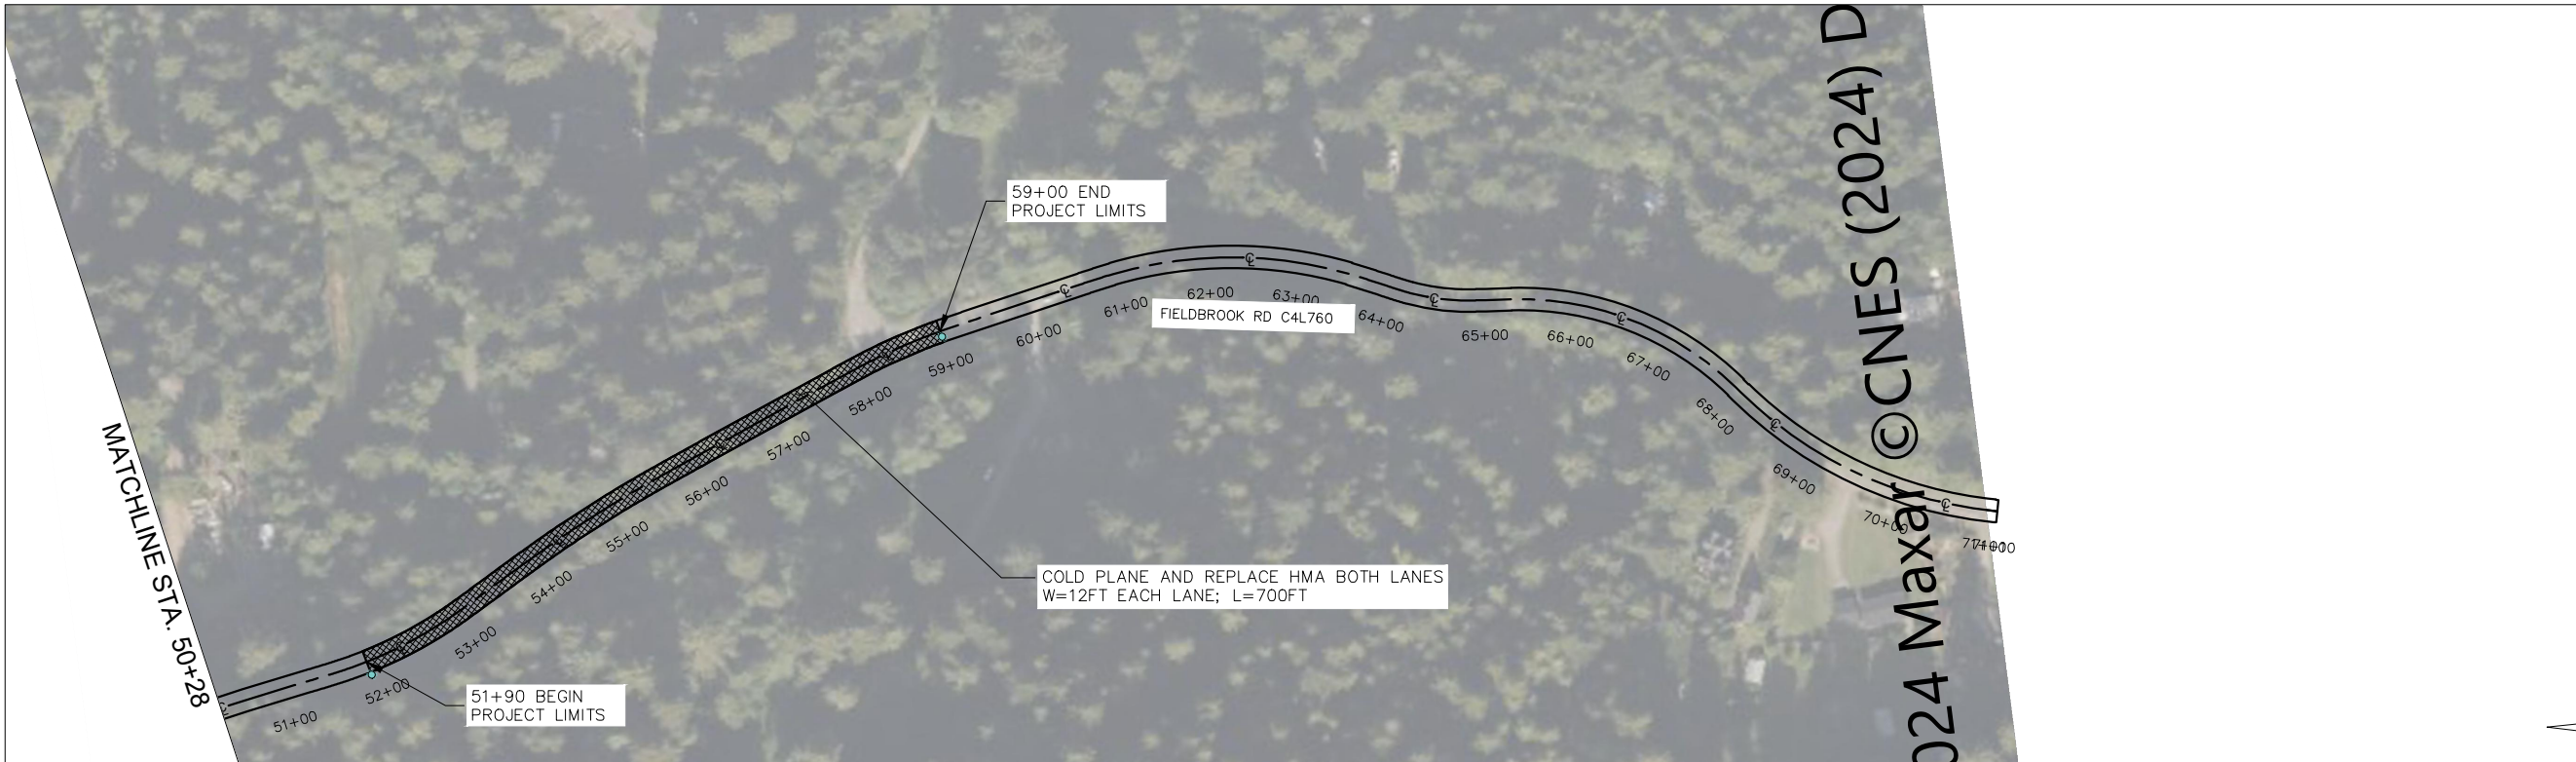 59+00 END
PROJECT LIMITS
FIELDBROOK RD C4L760
COLD PLANE AND REPLACE HMA BOTH LANES
W=12FT EACH LANE; L=700FT
51+90 BEGIN
PROJECT LIMITS
MATCHLINE STA. 50+28
51+00
52+00
53+00
54+00
55+00
56+00
57+00
58+00
59+00
60+00
61+00
62+00
63+00
64+00
65+00
66+00
67+00
68+00
69+00
70+00
024 Maxar ©CNES (2024) D